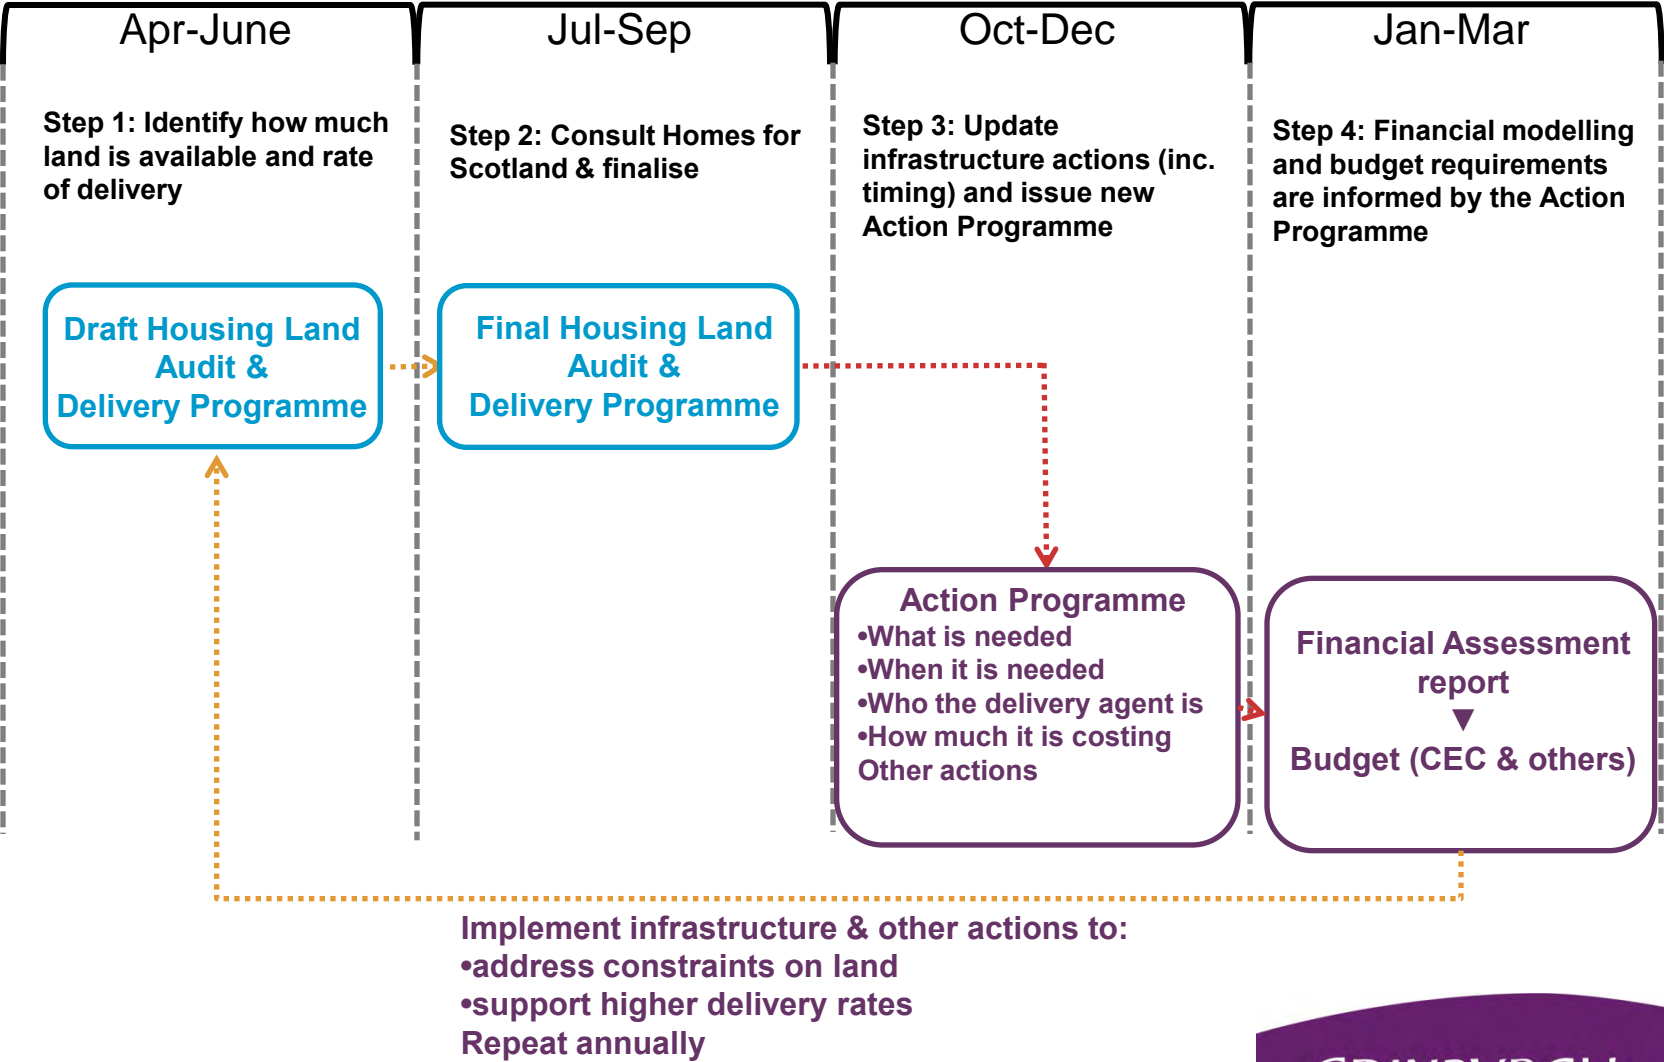 Apr-June
Jul-Sep
Oct-Dec
Jan-Mar
Step 1: Identify how much
land is available and rate
of delivery
Step 2: Consult Homes for
Scotland & finalise
Step 3: Update
infrastructure actions (inc.
timing) and issue new
Action Programme
Step 4: Financial modelling
and budget requirements
are informed by the Action
Programme
Draft Housing Land
Audit &
Delivery Programme
Final Housing Land
Audit &
Delivery Programme
Action Programme
•What is needed
•When it is needed
•Who the delivery agent is
•How much it is costing
Other actions
Financial Assessment
report
▼
Budget (CEC & others)
Implement infrastructure & other actions to:
•address constraints on land
•support higher delivery rates
Repeat annually